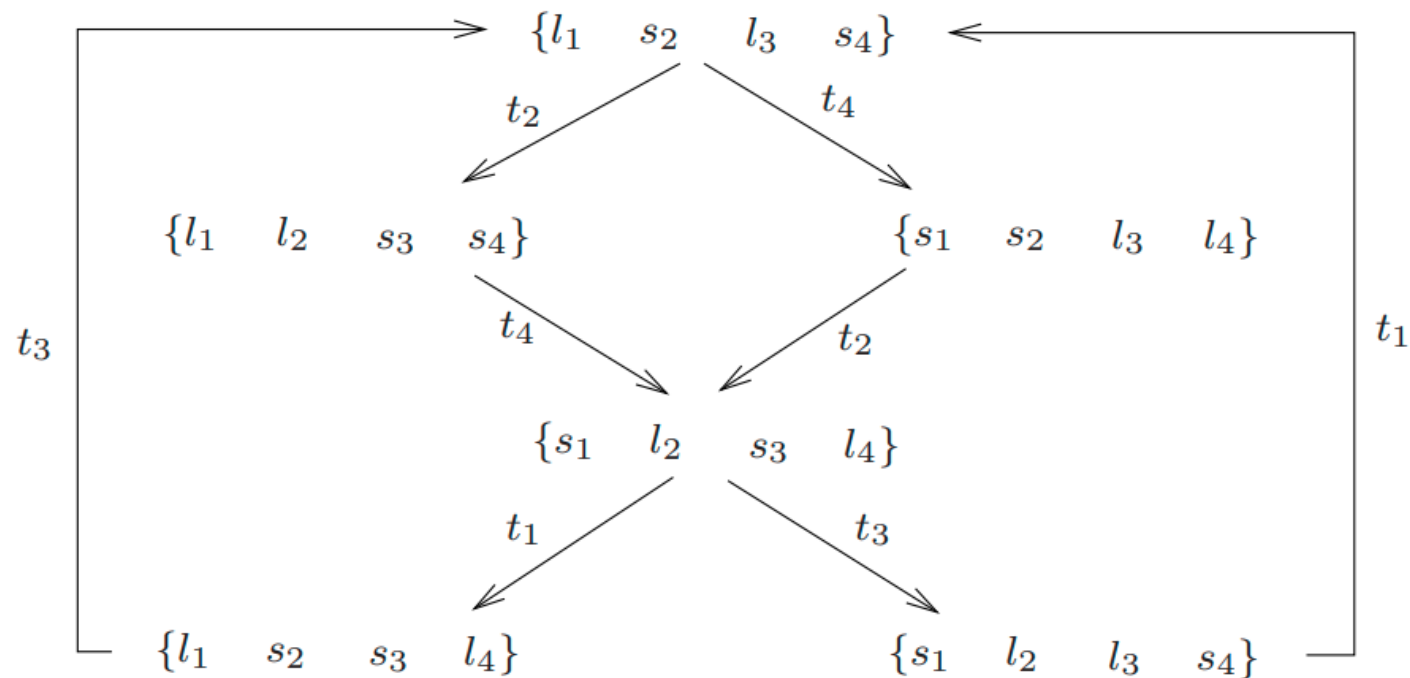 {l₁ s₂ l₃ s₄}
t₂ t₄
{l₁ l₂ s₃ s₄} {s₁ s₂ l₃ l₄}
t₃ t₄ t₂ t₁
{s₁ l₂ s₃ l₄}
t₁ t₃
{l₁ s₂ s₃ l₄} {s₁ l₂ l₃ s₄}